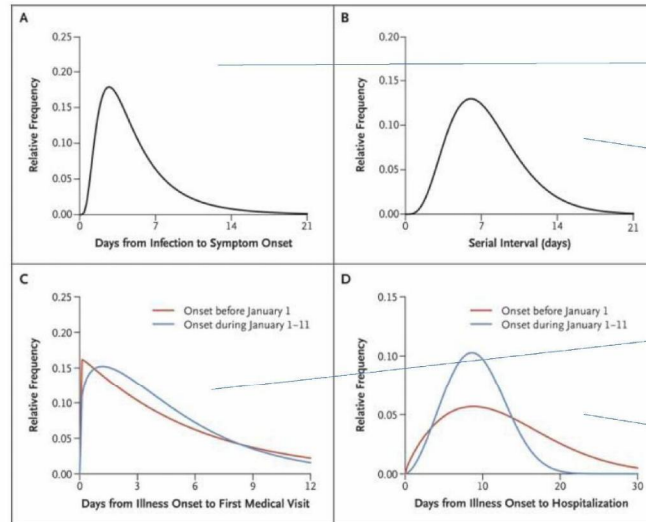 A
0.25
0.20
0.15
0.10
0.05
0.00
Relative Frequency
0
7
14
21
Days from Infection to Symptom Onset
B
0.20
0.15
0.10
0.05
0.00
Relative Frequency
0
7
14
21
Serial Interval (days)
C
0.25
0.20
0.15
0.10
0.05
0.00
Relative Frequency
Onset before January 1
Onset during January 1–11
0
3
6
9
12
Days from Illness Onset to First Medical Visit
D
0.15
0.10
0.05
0.00
Relative Frequency
Onset before January 1
Onset during January 1–11
0
10
20
30
Days from Illness Onset to Hospitalization